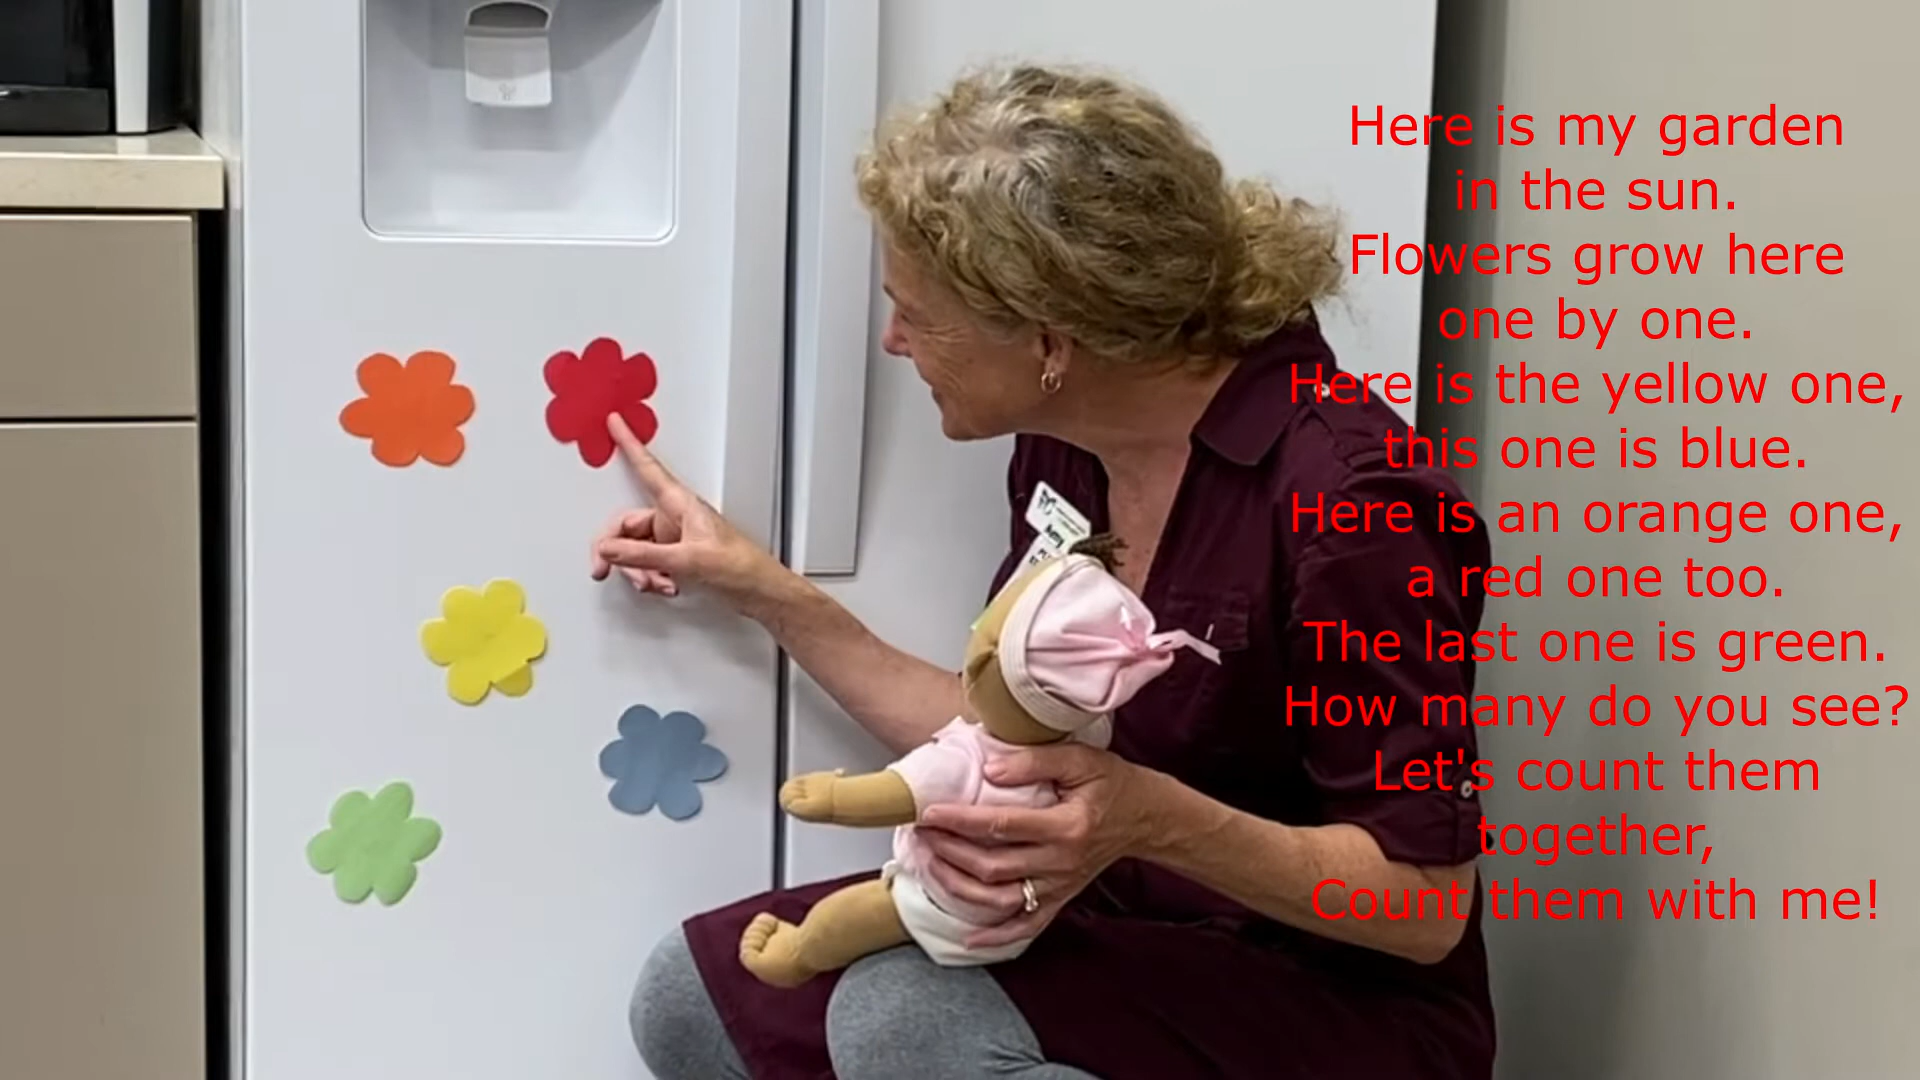 Here is my garden
in the sun.
Flowers grow here
one by one.
Here is the yellow one,
this one is blue.
Here is an orange one,
a red one too.
The last one is green.
How many do you see?
Let's count them
together,
Count them with me!